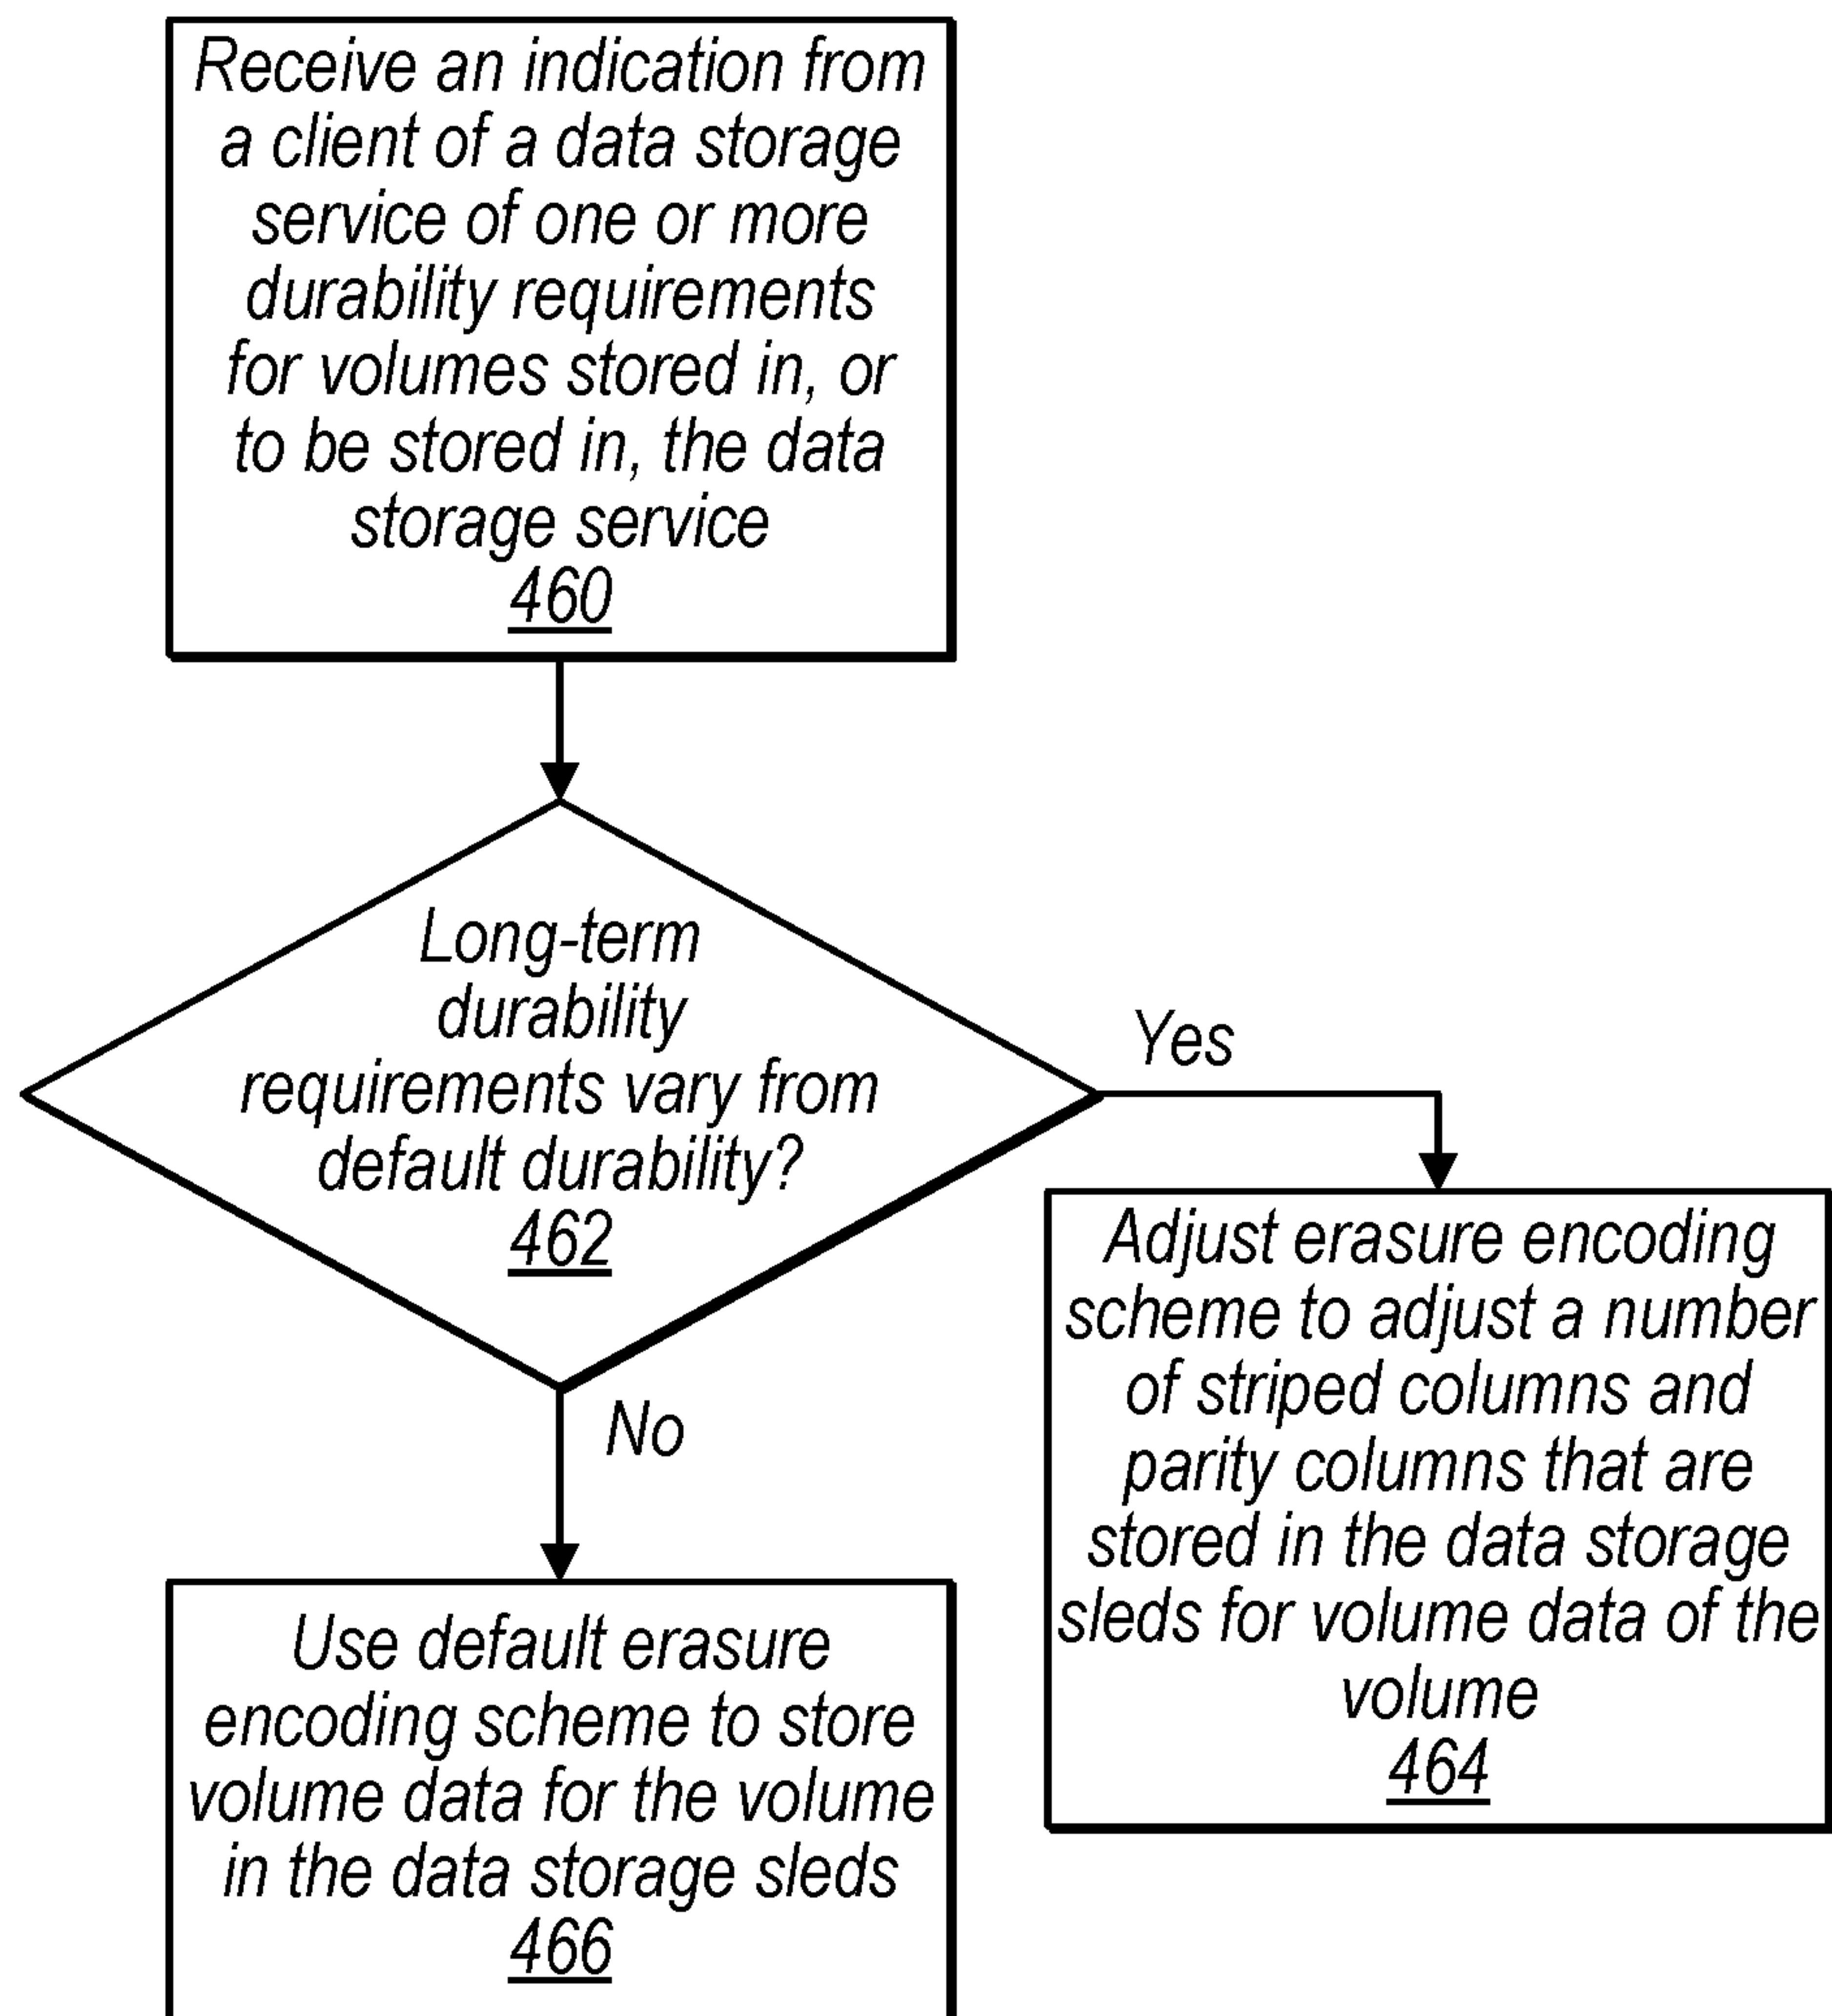 Receive an indication from
a client of a data storage
service of one or more
durability requirements
for volumes stored in, or
to be stored in, the data
storage service
460
Long-term
durability
requirements vary from
default durability?
462
Yes
Adjust erasure encoding
scheme to adjust a number
of striped columns and
parity columns that are
stored in the data storage
sleds for volume data of the
volume
464
No
Use default erasure
encoding scheme to store
volume data for the volume
in the data storage sleds
466